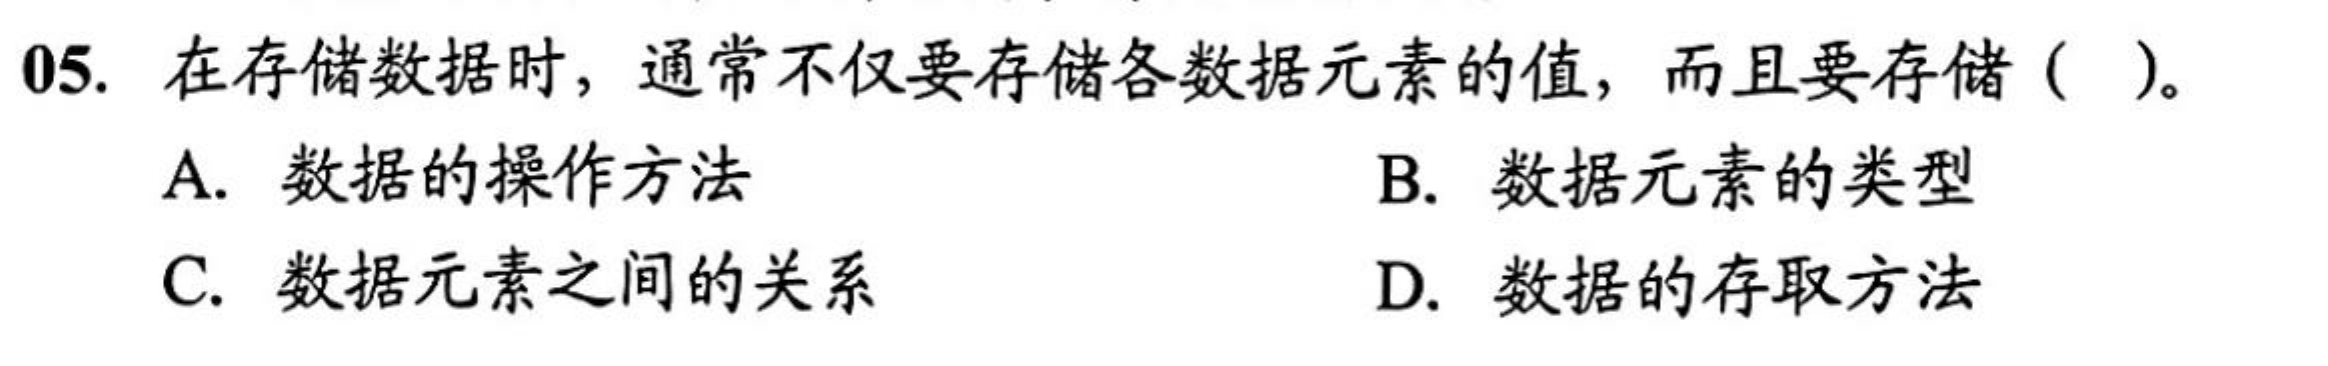 05. 在存储数据时，通常不仅要存储各数据元素的值，而且要存储（ ）。
A. 数据的操作方法 B. 数据元素的类型
C. 数据元素之间的关系 D. 数据的存取方法